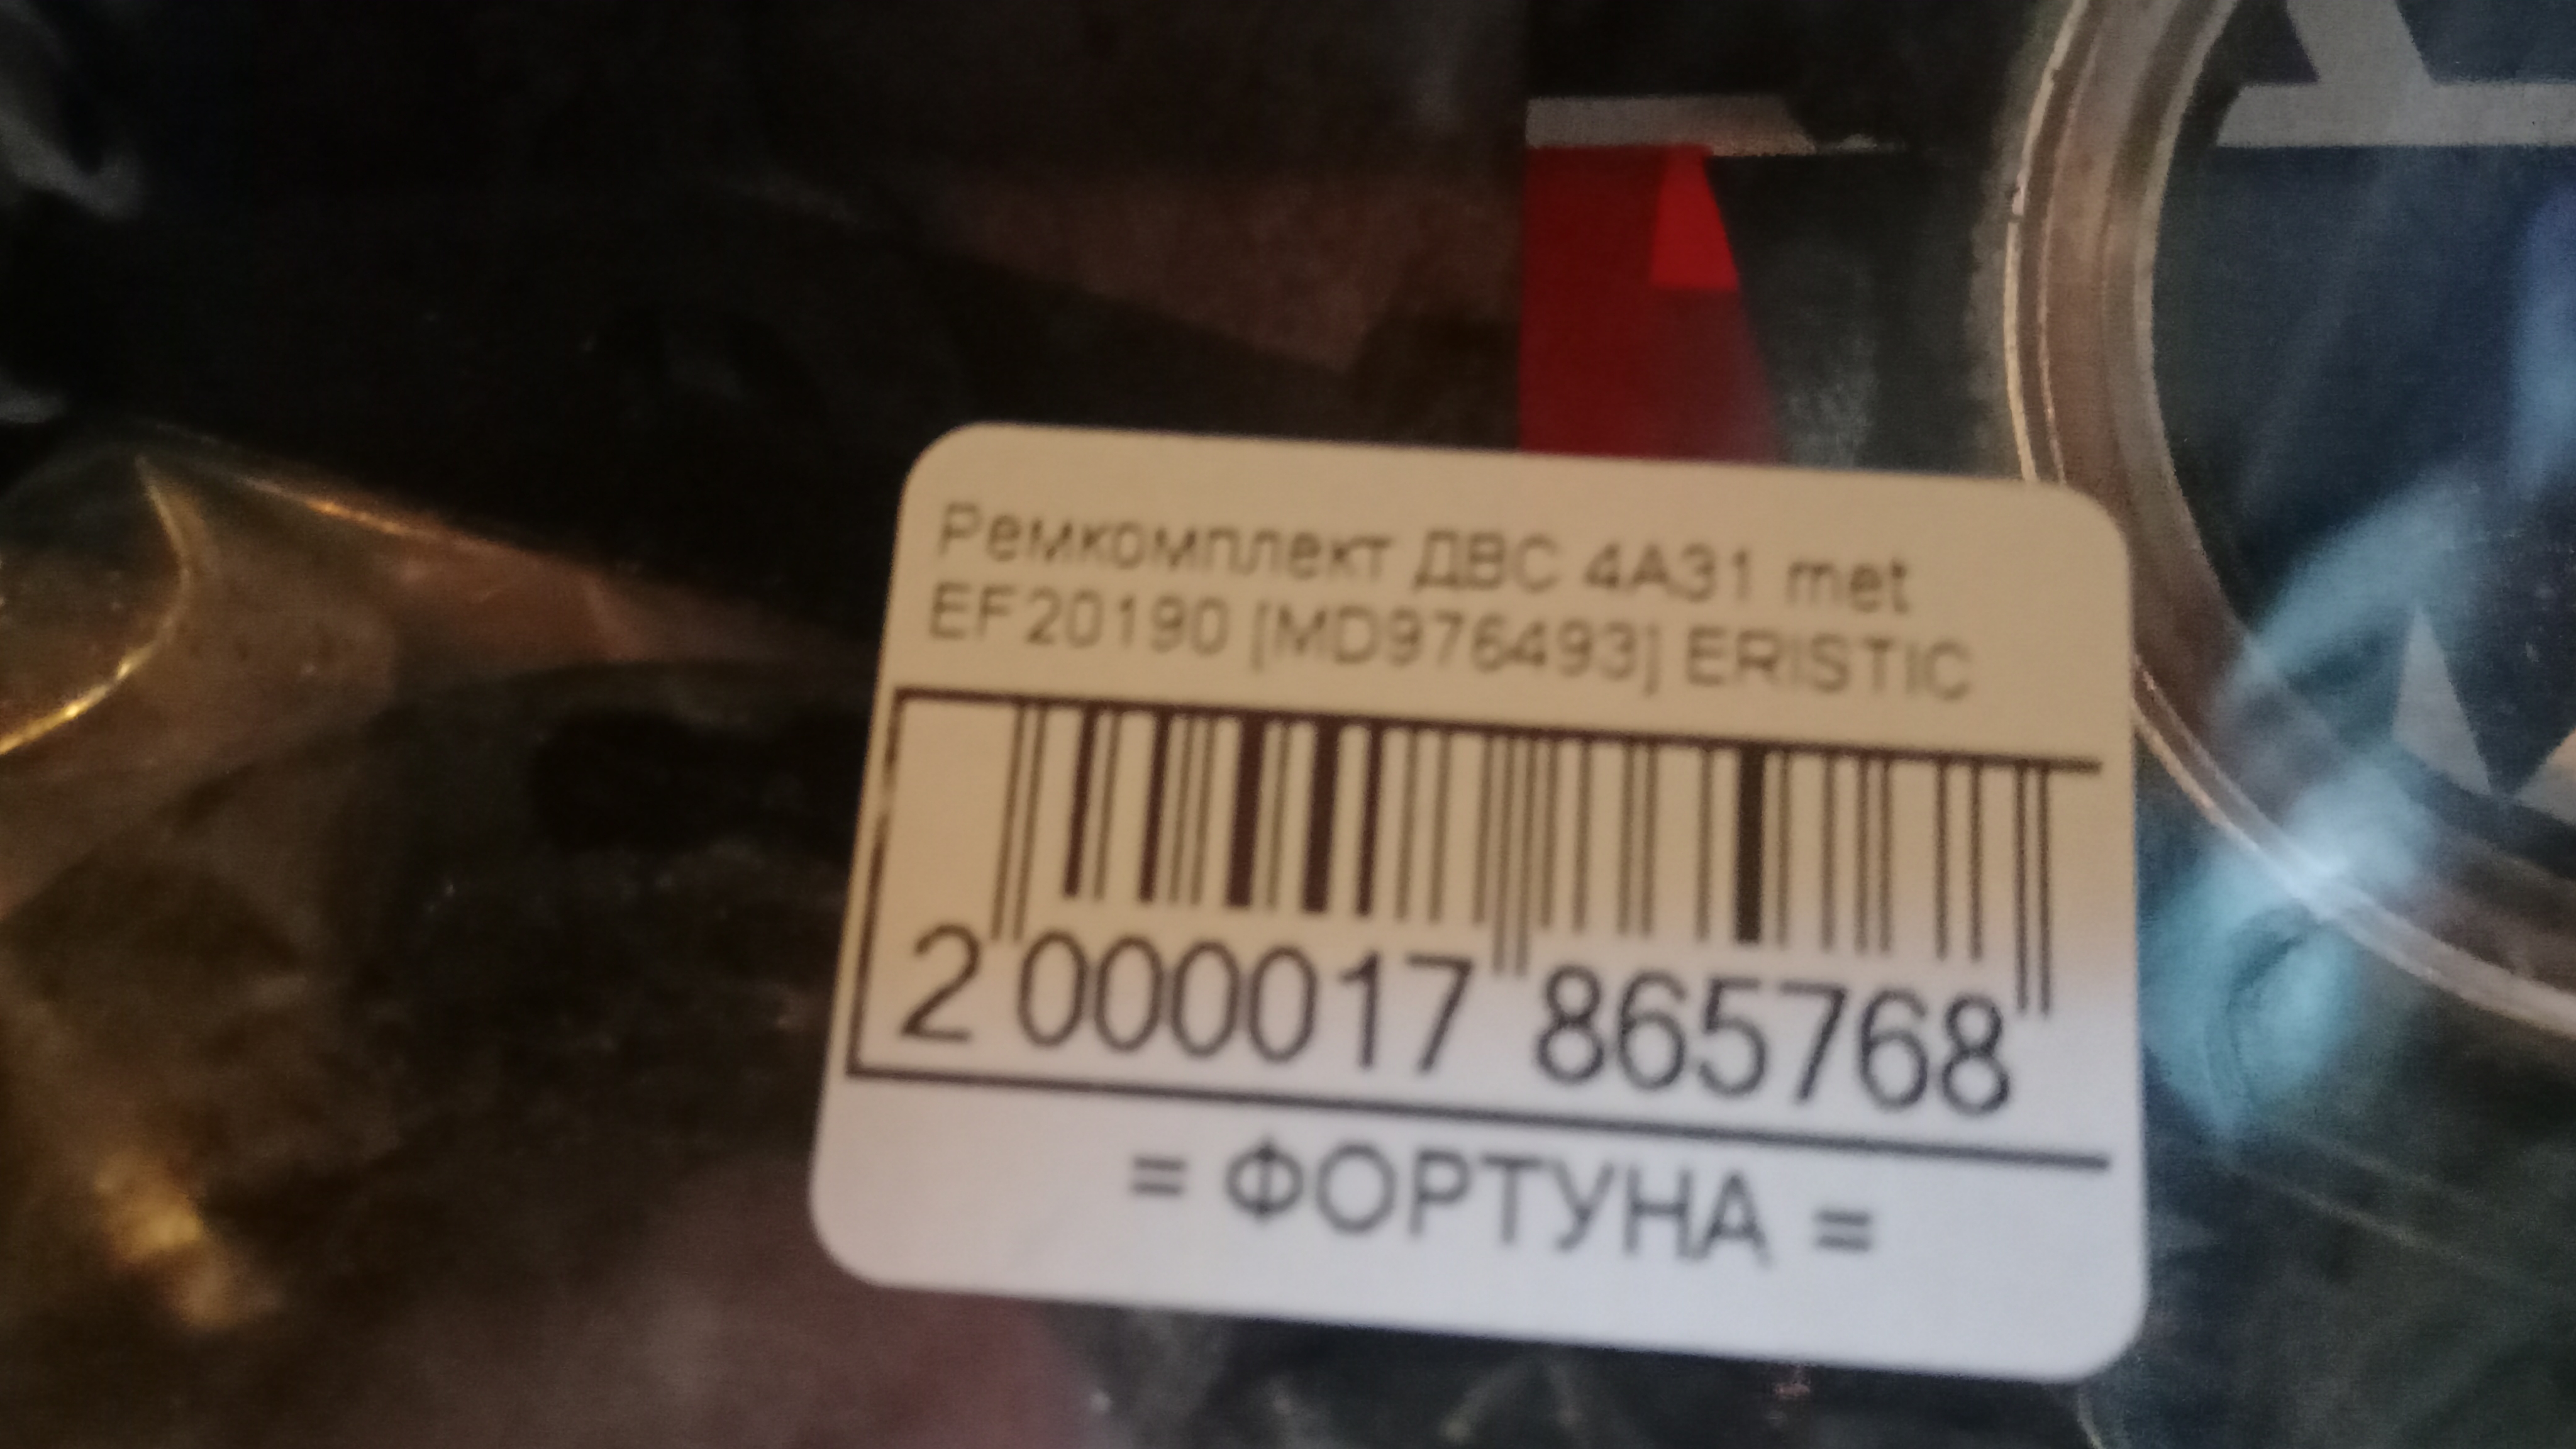 Ремкомплект ДВС 4A31 met
EF20190 [MD976493] ERISTIC
2 000017 865768
= ФОРТУНА =